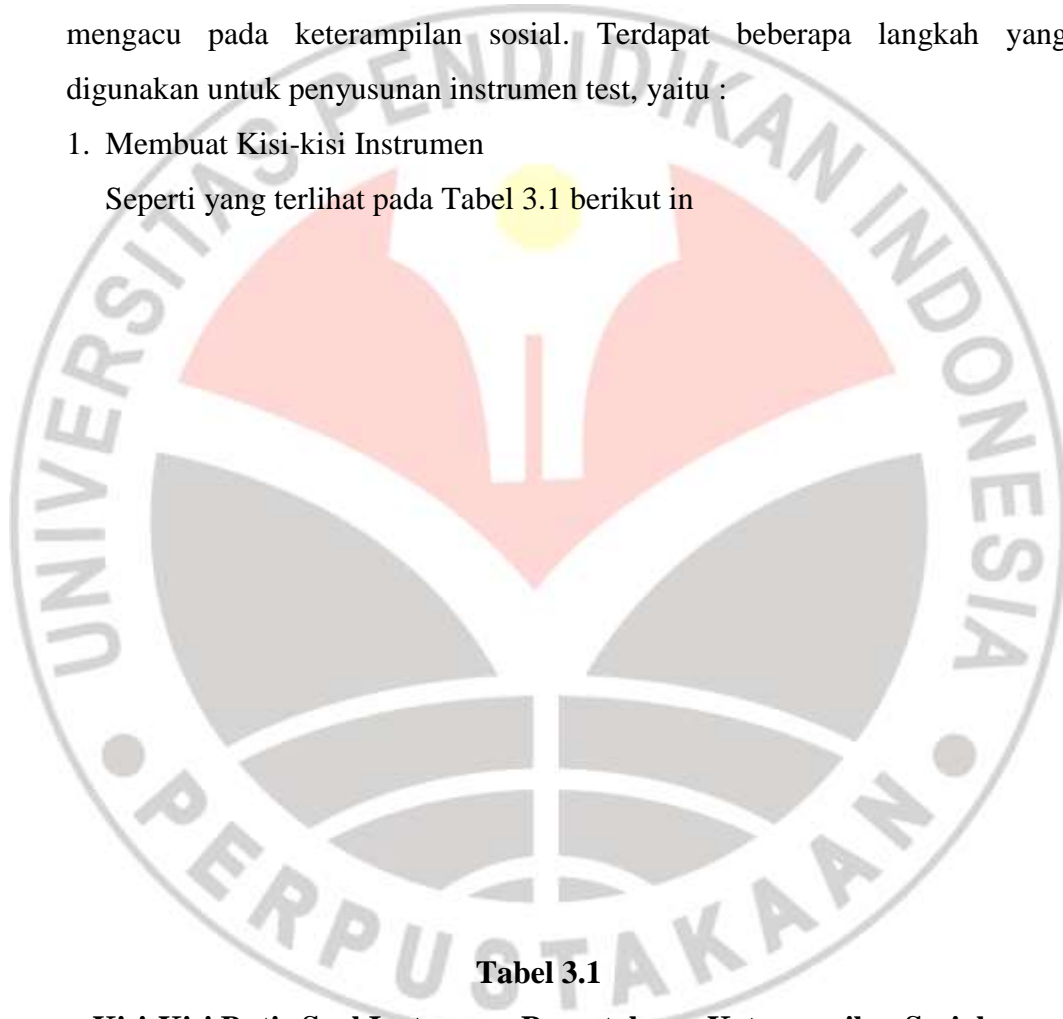 mengacu pada keterampilan sosial. Terdapat beberapa langkah yang
digunakan untuk penyusunan instrumen test, yaitu :
1. Membuat Kisi-kisi Instrumen
Seperti yang terlihat pada Tabel 3.1 berikut in
UNIVERSITAS PENDIDIKAN INDONESIA
PERPUSTAKAAN
Tabel 3.1